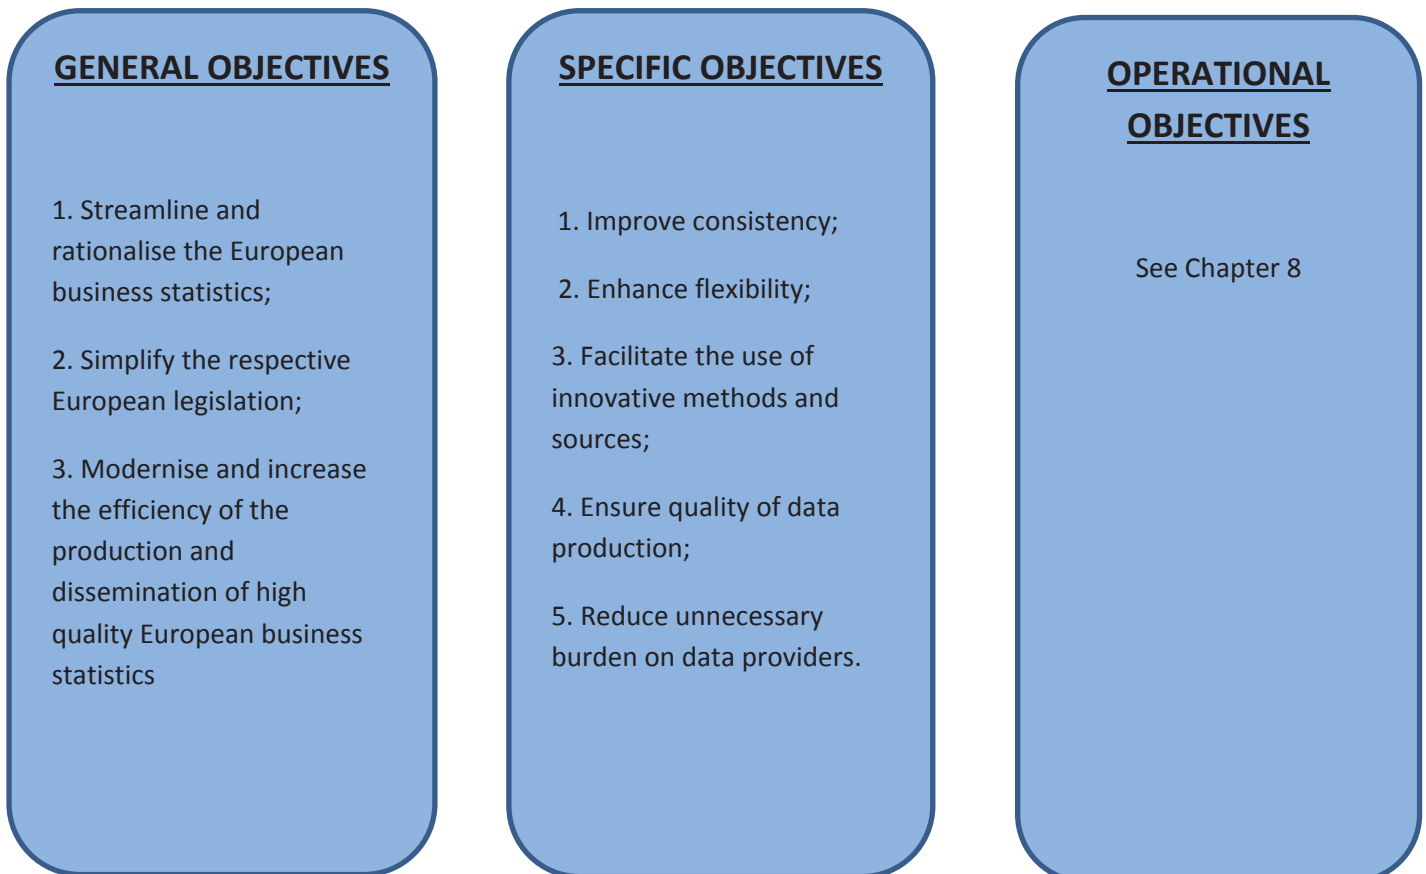 GENERAL OBJECTIVES
1. Streamline and
rationalise the European
business statistics;
2. Simplify the respective
European legislation;
3. Modernise and increase
the efficiency of the
production and
dissemination of high
quality European business
statistics
SPECIFIC OBJECTIVES
1. Improve consistency;
2. Enhance flexibility;
3. Facilitate the use of
innovative methods and
sources;
4. Ensure quality of data
production;
5. Reduce unnecessary
burden on data providers.
OPERATIONAL
OBJECTIVES
See Chapter 8